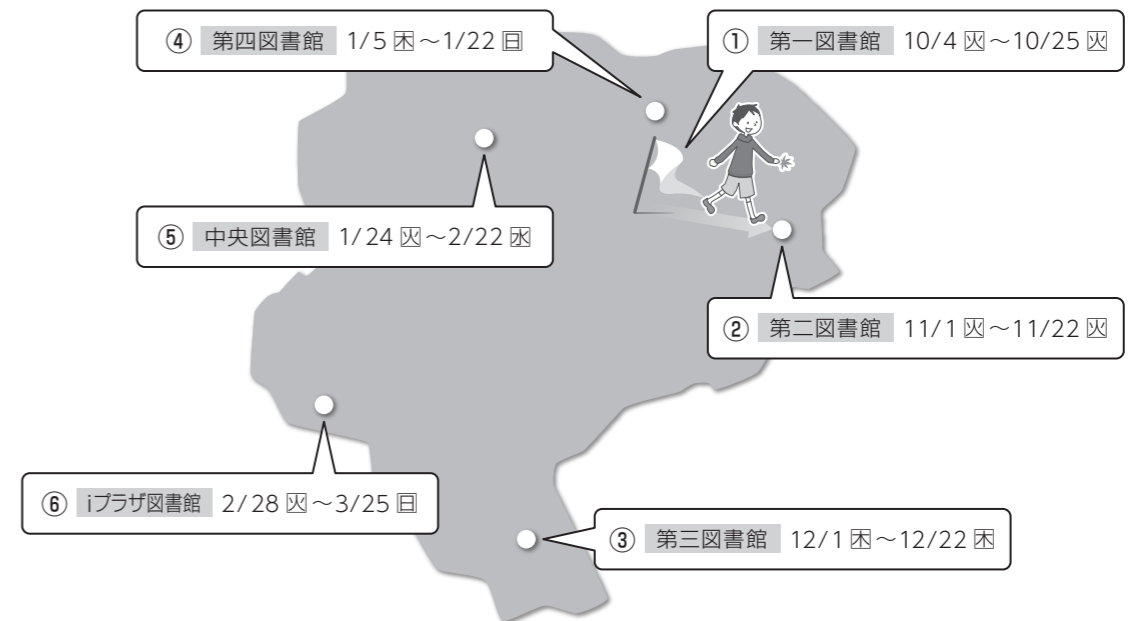 ① 第一図書館 10/4 火～10/25 火
② 第二図書館 11/1 火～11/22 火
③ 第三図書館 12/1 木～12/22 木
④ 第四図書館 1/5 木～1/22 日
⑤ 中央図書館 1/24 火～2/22 水
⑥ iプラザ図書館 2/28 火～3/25 日